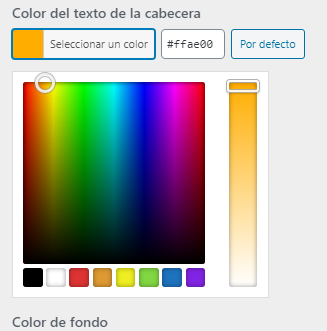 Color del texto de la cabecera
Seleccionar un color
#ffae00
Por defecto
Color de fondo